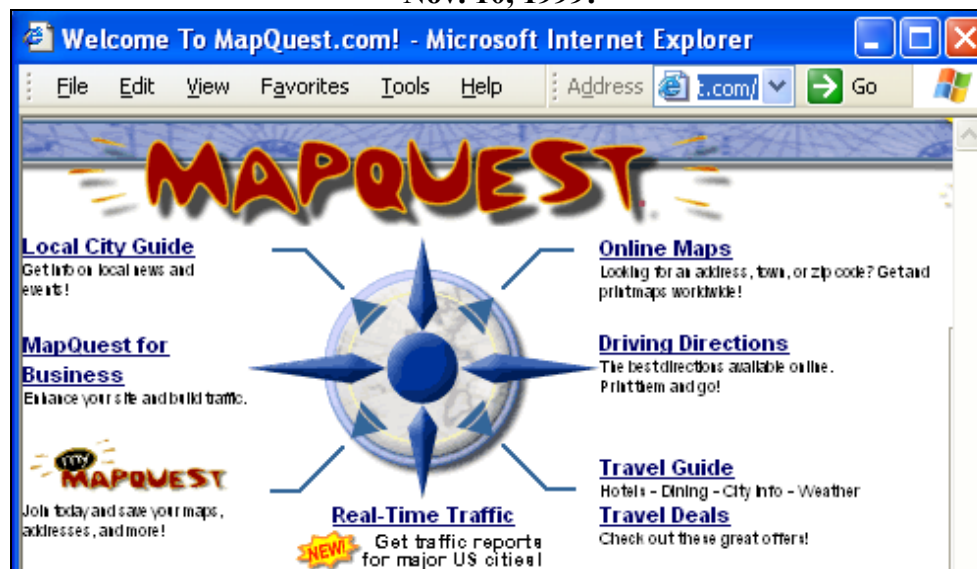 Nov. 10, 1999:
Welcome To MapQuest.com! - Microsoft Internet Explorer
File Edit View Favorites Tools Help Address t.com/ Go
MAPQUEST.
Local City Guide
Get info on local news and
events!
MapQuest for
Business
Enhance your site and build traffic.
my
MAPQUEST
Join today and save your maps,
addresses, and more!
Real-Time Traffic
NEW! Get traffic reports
for major US cities!
Online Maps
Looking for an address, town, or zip code? Get and
print maps worldwide!
Driving Directions
The best directions available online.
Print them and go!
Travel Guide
Hotels - Dining - City Info - Weather
Travel Deals
Check out these great offers!